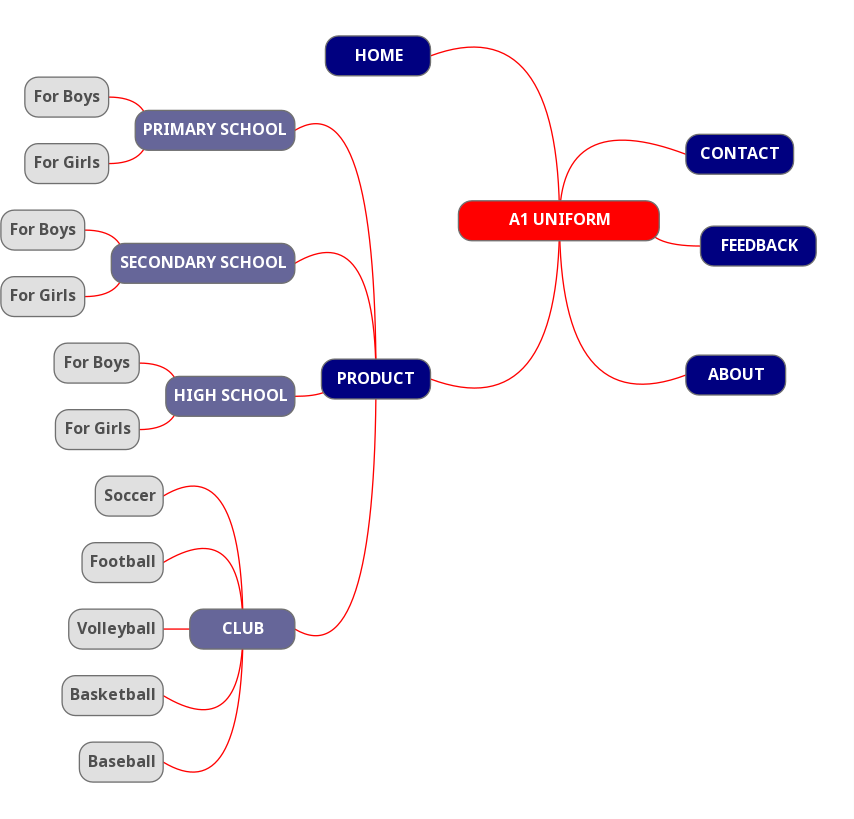 HOME
For Boys
PRIMARY SCHOOL
For Girls
CONTACT
A1 UNIFORM
For Boys
FEEDBACK
SECONDARY SCHOOL
For Girls
For Boys
ABOUT
PRODUCT
HIGH SCHOOL
For Girls
Soccer
Football
Volleyball
CLUB
Basketball
Baseball